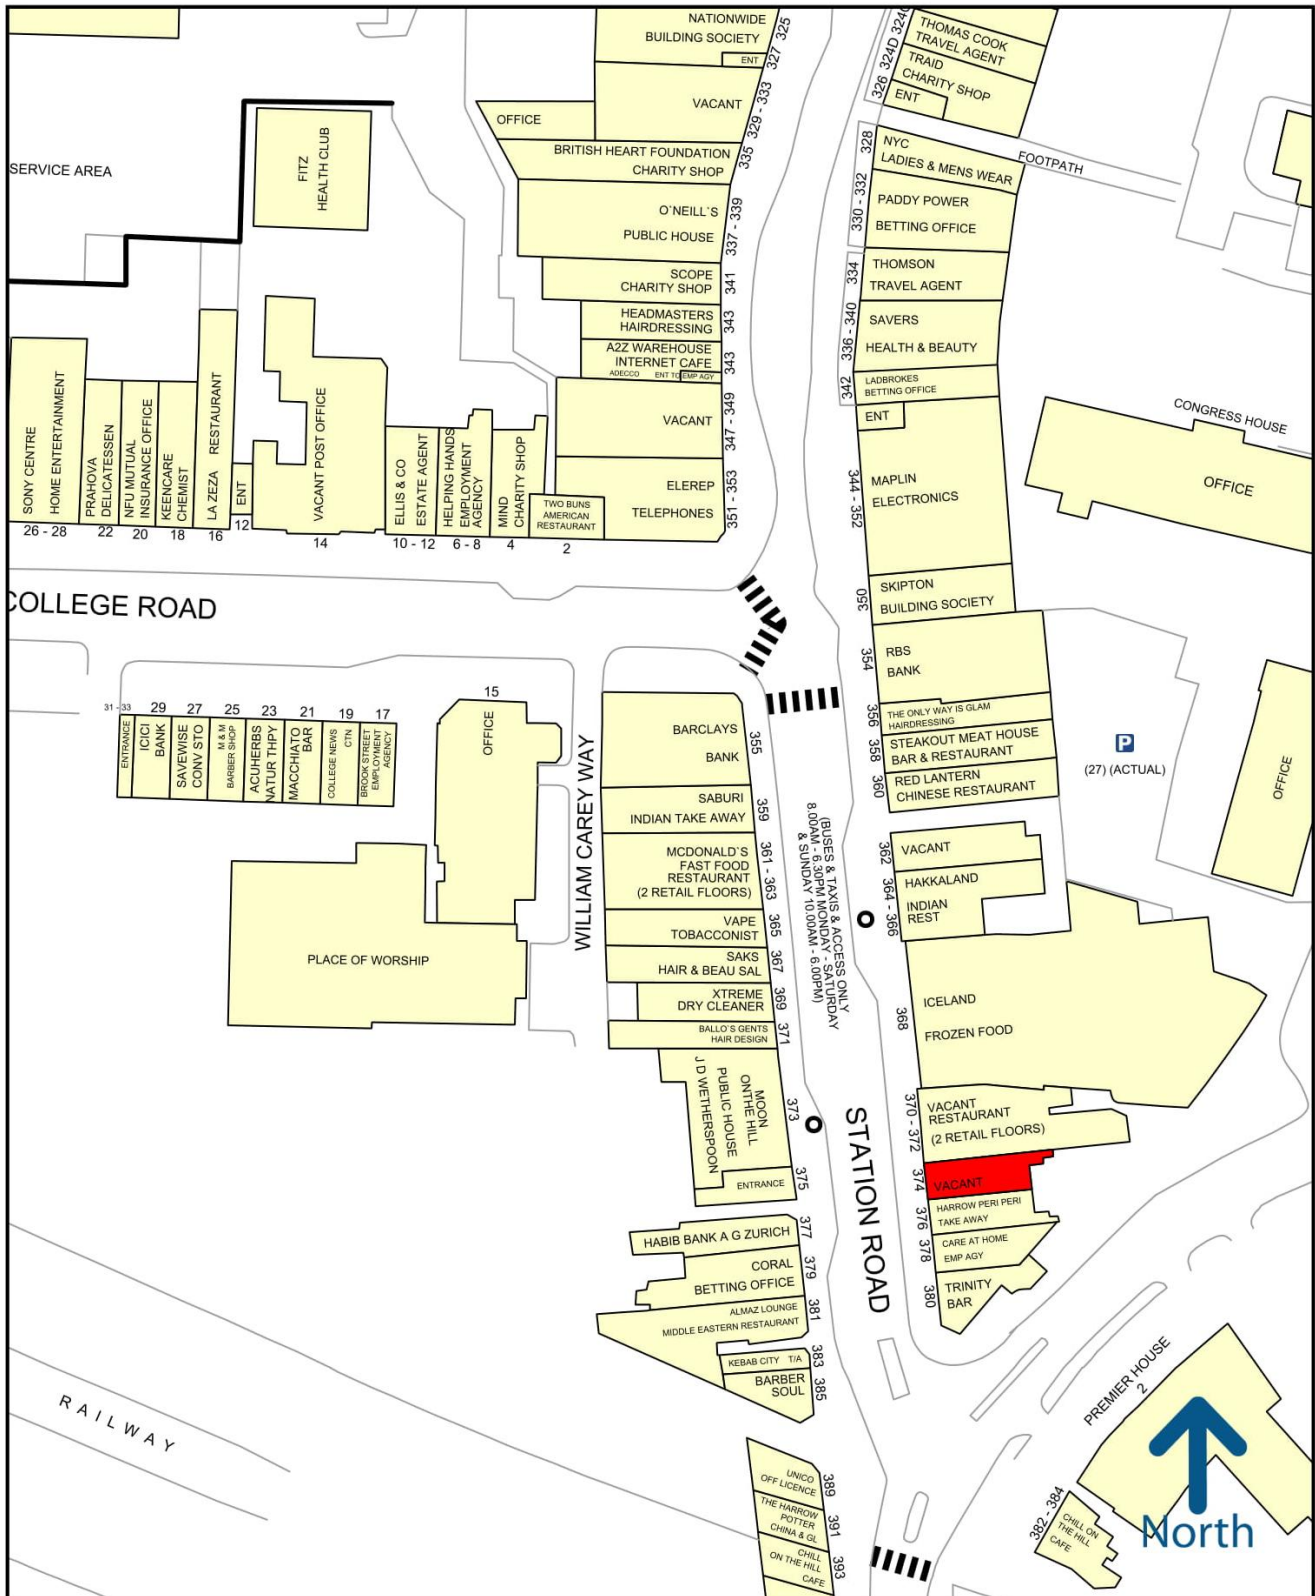 NATIONWIDE
BUILDING SOCIETY
325
ENT
327
VACANT
329 - 333
OFFICE
BRITISH HEART FOUNDATION
CHARITY SHOP
335
O`NEILL`S
PUBLIC HOUSE
337 - 339
SCOPE
CHARITY SHOP
341
HEADMASTERS
HAIRDRESSING
343
A2Z WAREHOUSE
INTERNET CAFE
343
ADECCO ENT TO EMP AGY
VACANT
347 - 349
ELEREP
TELEPHONES
351 - 353
TWO BUNS
AMERICAN
RESTAURANT
2
324C
324D
THOMAS COOK
TRAVEL AGENT
TRAID
CHARITY SHOP
326
ENT
FOOTPATH
328
NYC
LADIES & MENS WEAR
330 - 332
PADDY POWER
BETTING OFFICE
334
THOMSON
TRAVEL AGENT
336 - 340
SAVERS
HEALTH & BEAUTY
342
LADBROKES
BETTING OFFICE
ENT
344 - 352
MAPLIN
ELECTRONICS
350
SKIPTON
BUILDING SOCIETY
354
RBS
BANK
356
THE ONLY WAY IS GLAM
HAIRDRESSING
358
STEAKOUT MEAT HOUSE
BAR & RESTAURANT
360
RED LANTERN
CHINESE RESTAURANT
CONGRESS HOUSE
OFFICE
P
(27) (ACTUAL)
OFFICE
SERVICE AREA
FITZ
HEALTH CLUB
SONY CENTRE
HOME ENTERTAINMENT
26 - 28
PRAHOVA
DELICATESSEN
22
NFU MUTUAL
INSURANCE OFFICE
20
KEENCARE
CHEMIST
18
LA ZEZA RESTAURANT
16
ENT
12
VACANT POST OFFICE
14
ELLIS & CO
ESTATE AGENT
10 - 12
HELPING HANDS
EMPLOYMENT
AGENCY
6 - 8
MIND
CHARITY SHOP
4
COLLEGE ROAD
31 - 33
ENTRANCE
29
ICICI
BANK
27
SAVEWISE
CONV STO
25
M & M
BARBER SHOP
23
ACUHERBS
NATUR THPY
21
MACCHIATO
BAR
19
COLLEGE NEWS
CTN
17
BROOK STREET
EMPLOYMENT
AGENCY
15
OFFICE
PLACE OF WORSHIP
WILLIAM CAREY WAY
BARCLAYS
BANK
355
SABURI
INDIAN TAKE AWAY
359
MCDONALD`S
FAST FOOD
RESTAURANT
(2 RETAIL FLOORS)
361 - 363
VAPE
TOBACCONIST
365
SAKS
HAIR & BEAU SAL
367
XTREME
DRY CLEANER
369
BALLO`S GENTS
HAIR DESIGN
371
MOON
ONTHE HILL
PUBLIC HOUSE
J D WETHERSPOON
373
ENTRANCE
375
HABIB BANK A G ZURICH
377
CORAL
BETTING OFFICE
379
ALMAZ LOUNGE
MIDDLE EASTERN RESTAURANT
381
KEBAB CITY T/A
383
BARBER
SOUL
385
UNICO
OFF LICENCE
389
THE HARROW
POTTER
CHINA & GL
391
CHILL
ON THE HILL
CAFE
393
(BUSES & TAXIS & ACCESS ONLY
8.00AM - 6.30PM MONDAY - SATURDAY
& SUNDAY 10.00AM - 6.00PM)
STATION ROAD
362
VACANT
364 - 366
HAKKALAND
INDIAN
REST
368
ICELAND
FROZEN FOOD
370 - 372
VACANT
RESTAURANT
(2 RETAIL FLOORS)
374
VACANT
376
HARROW PERI PERI
TAKE AWAY
378
CARE AT HOME
EMP AGY
380
TRINITY
BAR
RAILWAY
PREMIER HOUSE
2
382 - 384
CHILL ON
THE HILL
CAFE
North